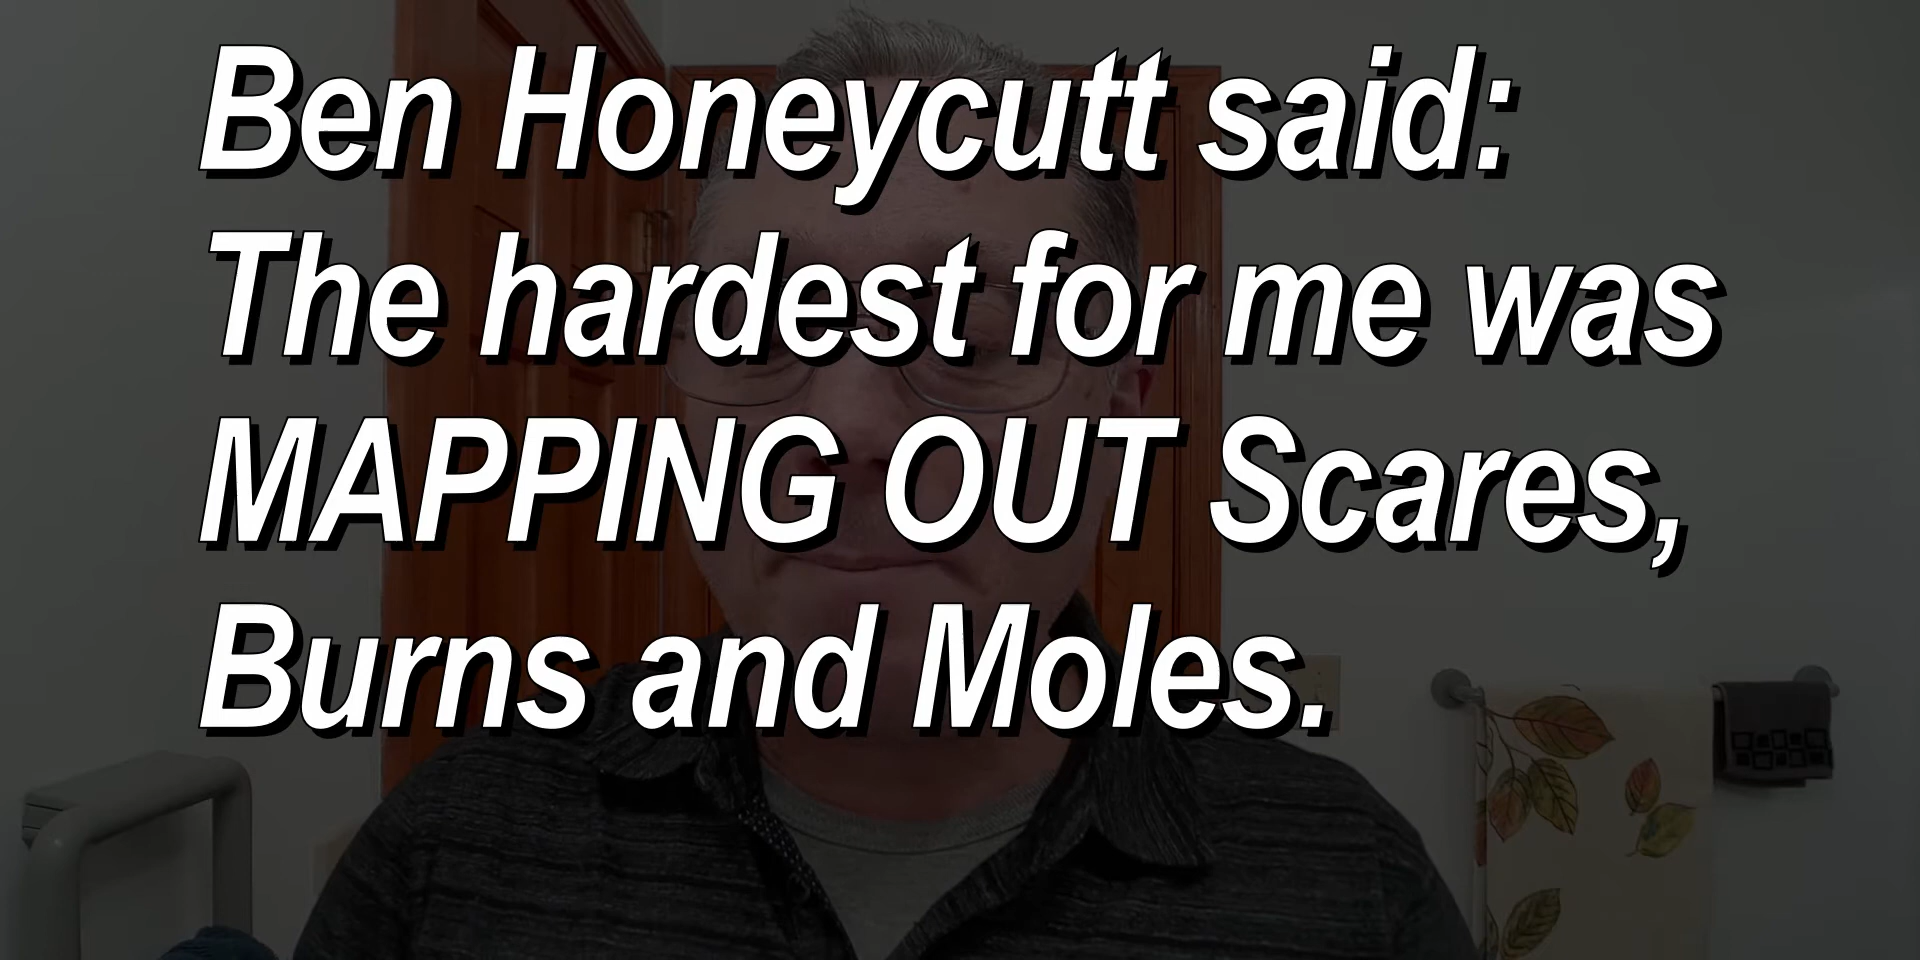 Ben Honeycutt said:
The hardest for me was
MAPPING OUT Scares,
Burns and Moles.